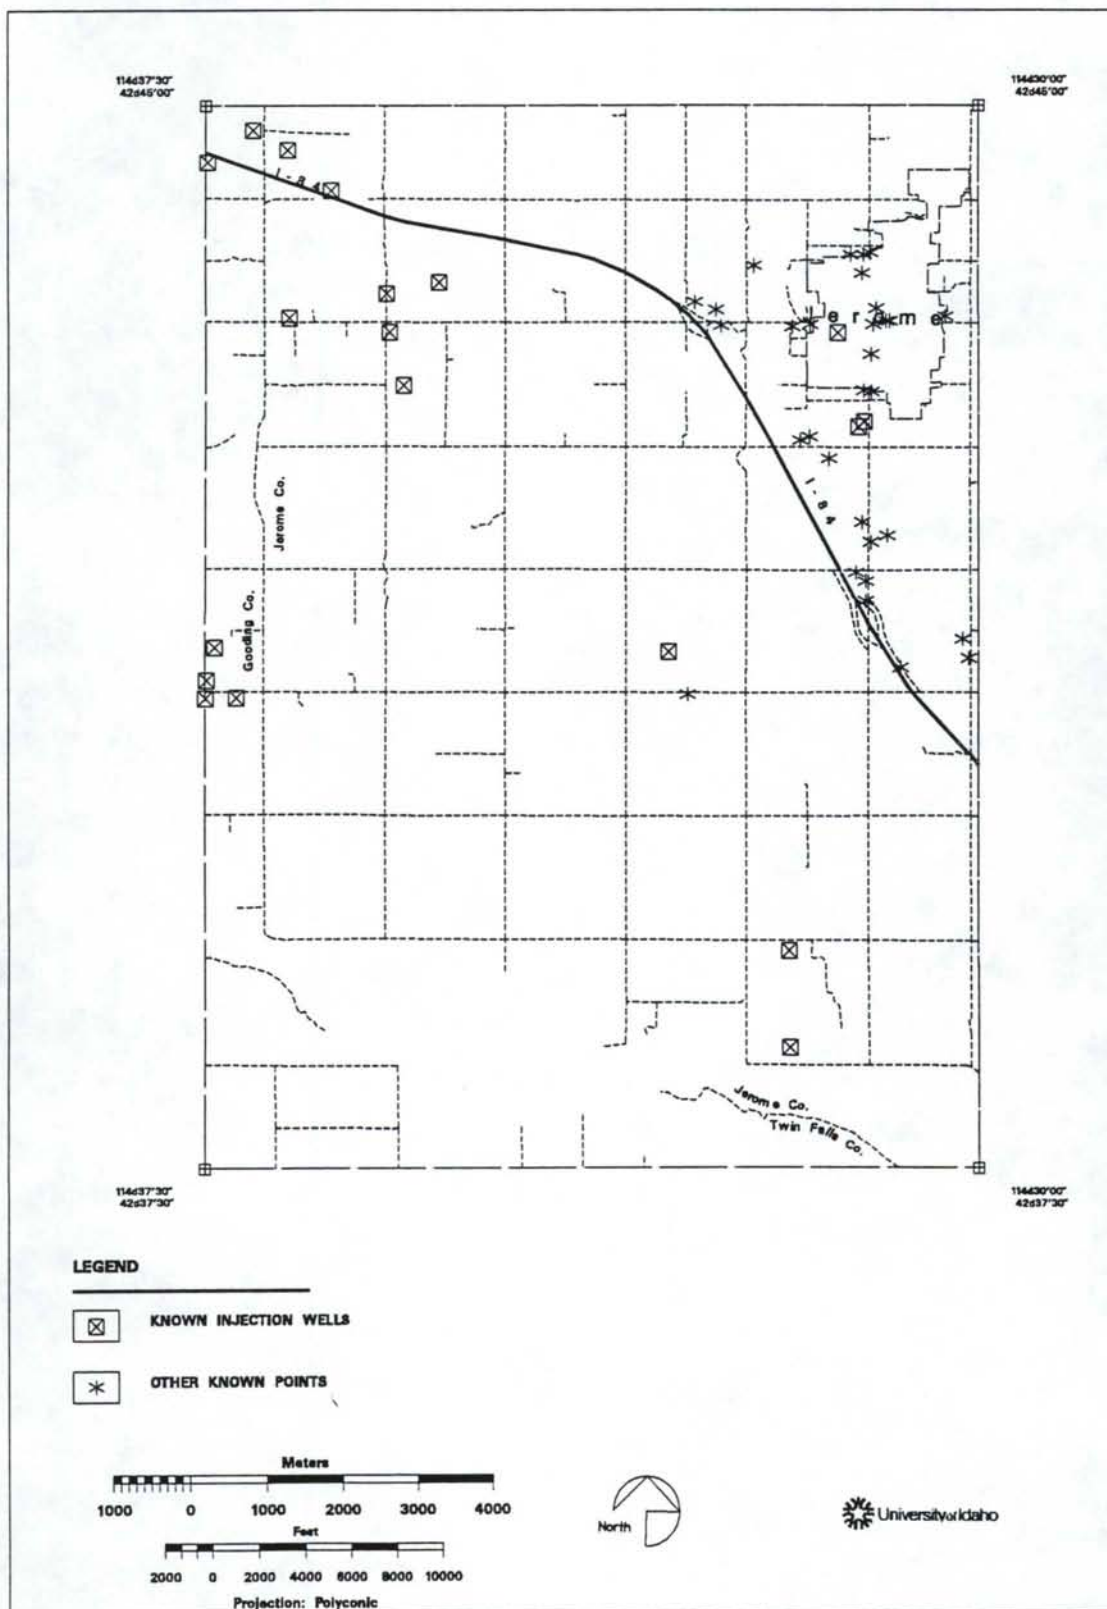 114d37'30" 114d30'00"
42d45'00" 42d45'00"
I-84
erome
Jerome Co.
I-84
Gooding Co.
Jerome Co.
Twin Falls Co.
114d37'30" 114d30'00"
42d37'30" 42d37'30"
LEGEND
KNOWN INJECTION WELLS
OTHER KNOWN POINTS
Meters
1000 0 1000 2000 3000 4000
Feet
2000 0 2000 4000 6000 8000 10000
Projection: Polyconic
North
University of Idaho